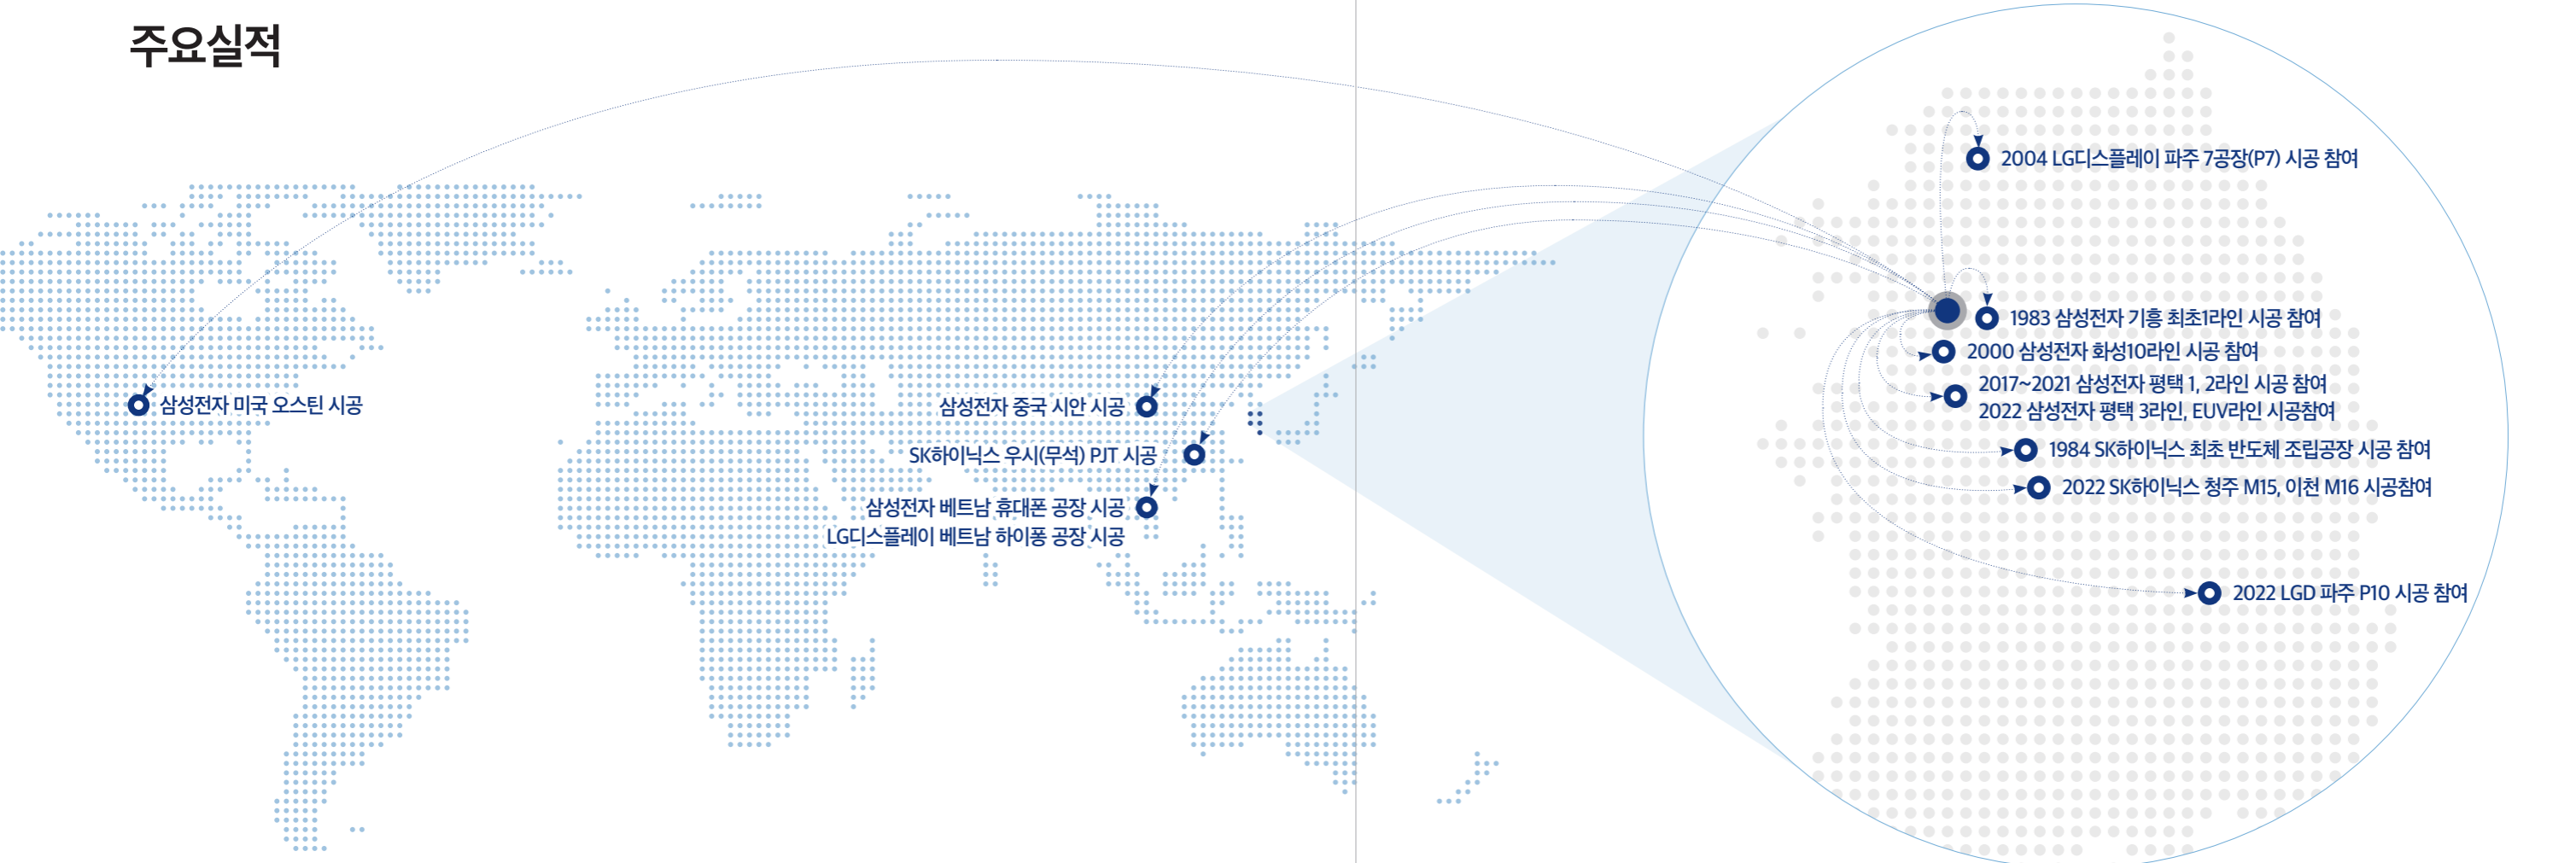 주요실적
삼성전자 미국 오스틴 시공
삼성전자 중국 시안 시공
SK하이닉스 우시(무석) PJT 시공
삼성전자 베트남 휴대폰 공장 시공
LG디스플레이 베트남 하이퐁 공장 시공
2004 LG디스플레이 파주 7공장(P7) 시공 참여
1983 삼성전자 기흥 최초1라인 시공 참여
2000 삼성전자 화성10라인 시공 참여
2017~2021 삼성전자 평택 1, 2라인 시공 참여
2022 삼성전자 평택 3라인, EUV라인 시공참여
1984 SK하이닉스 최초 반도체 조립공장 시공 참여
2022 SK하이닉스 청주 M15, 이천 M16 시공참여
2022 LGD 파주 P10 시공 참여